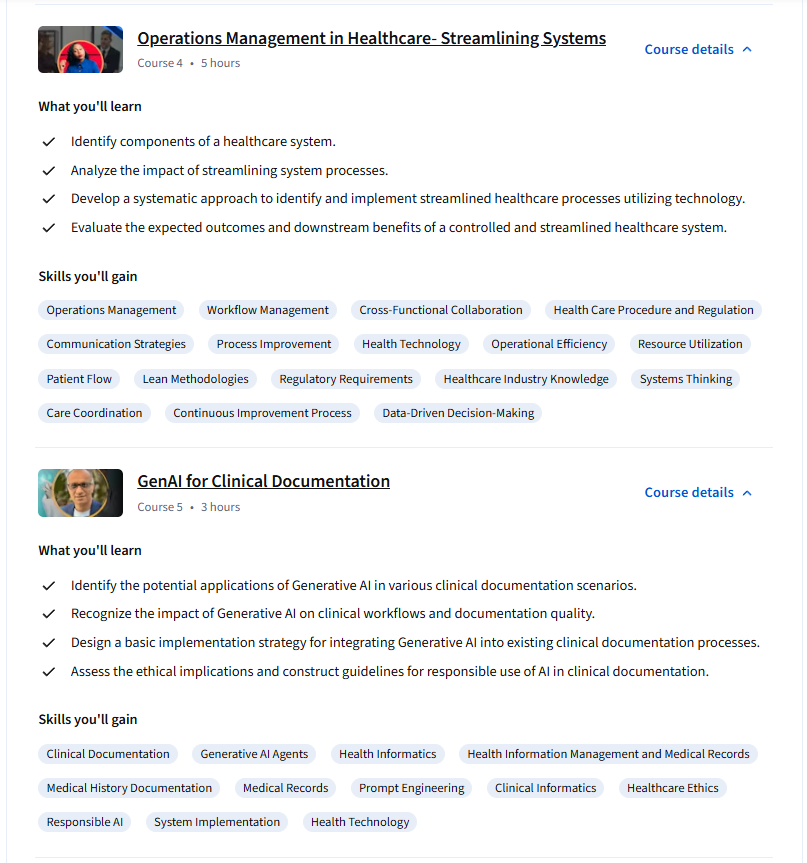 Operations Management in Healthcare- Streamlining Systems
Course details
Course 4 • 5 hours
What you'll learn
Identify components of a healthcare system.
Analyze the impact of streamlining system processes.
Develop a systematic approach to identify and implement streamlined healthcare processes utilizing technology.
Evaluate the expected outcomes and downstream benefits of a controlled and streamlined healthcare system.
Skills you'll gain
Operations Management Workflow Management Cross-Functional Collaboration Health Care Procedure and Regulation
Communication Strategies Process Improvement Health Technology Operational Efficiency Resource Utilization
Patient Flow Lean Methodologies Regulatory Requirements Healthcare Industry Knowledge Systems Thinking
Care Coordination Continuous Improvement Process Data-Driven Decision-Making
GenAI for Clinical Documentation
Course details
Course 5 • 3 hours
What you'll learn
Identify the potential applications of Generative AI in various clinical documentation scenarios.
Recognize the impact of Generative AI on clinical workflows and documentation quality.
Design a basic implementation strategy for integrating Generative AI into existing clinical documentation processes.
Assess the ethical implications and construct guidelines for responsible use of AI in clinical documentation.
Skills you'll gain
Clinical Documentation Generative AI Agents Health Informatics Health Information Management and Medical Records
Medical History Documentation Medical Records Prompt Engineering Clinical Informatics Healthcare Ethics
Responsible AI System Implementation Health Technology